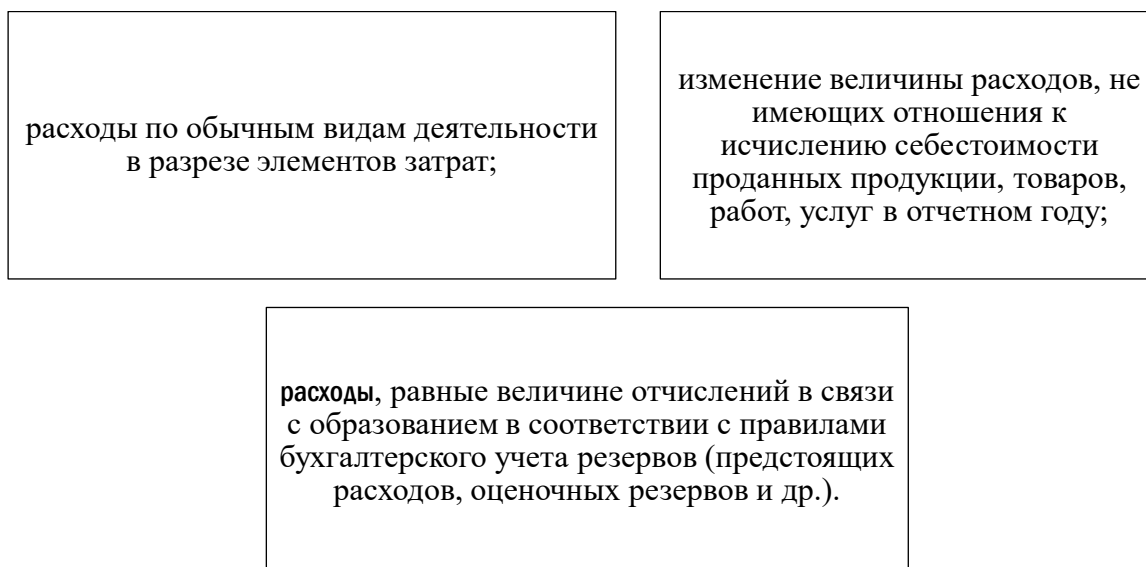 расходы по обычным видам деятельности
в разрезе элементов затрат;
изменение величины расходов, не
имеющих отношения к
исчислению себестоимости
проданных продукции, товаров,
работ, услуг в отчетном году;
расходы, равные величине отчислений в связи
с образованием в соответствии с правилами
бухгалтерского учета резервов (предстоящих
расходов, оценочных резервов и др.).